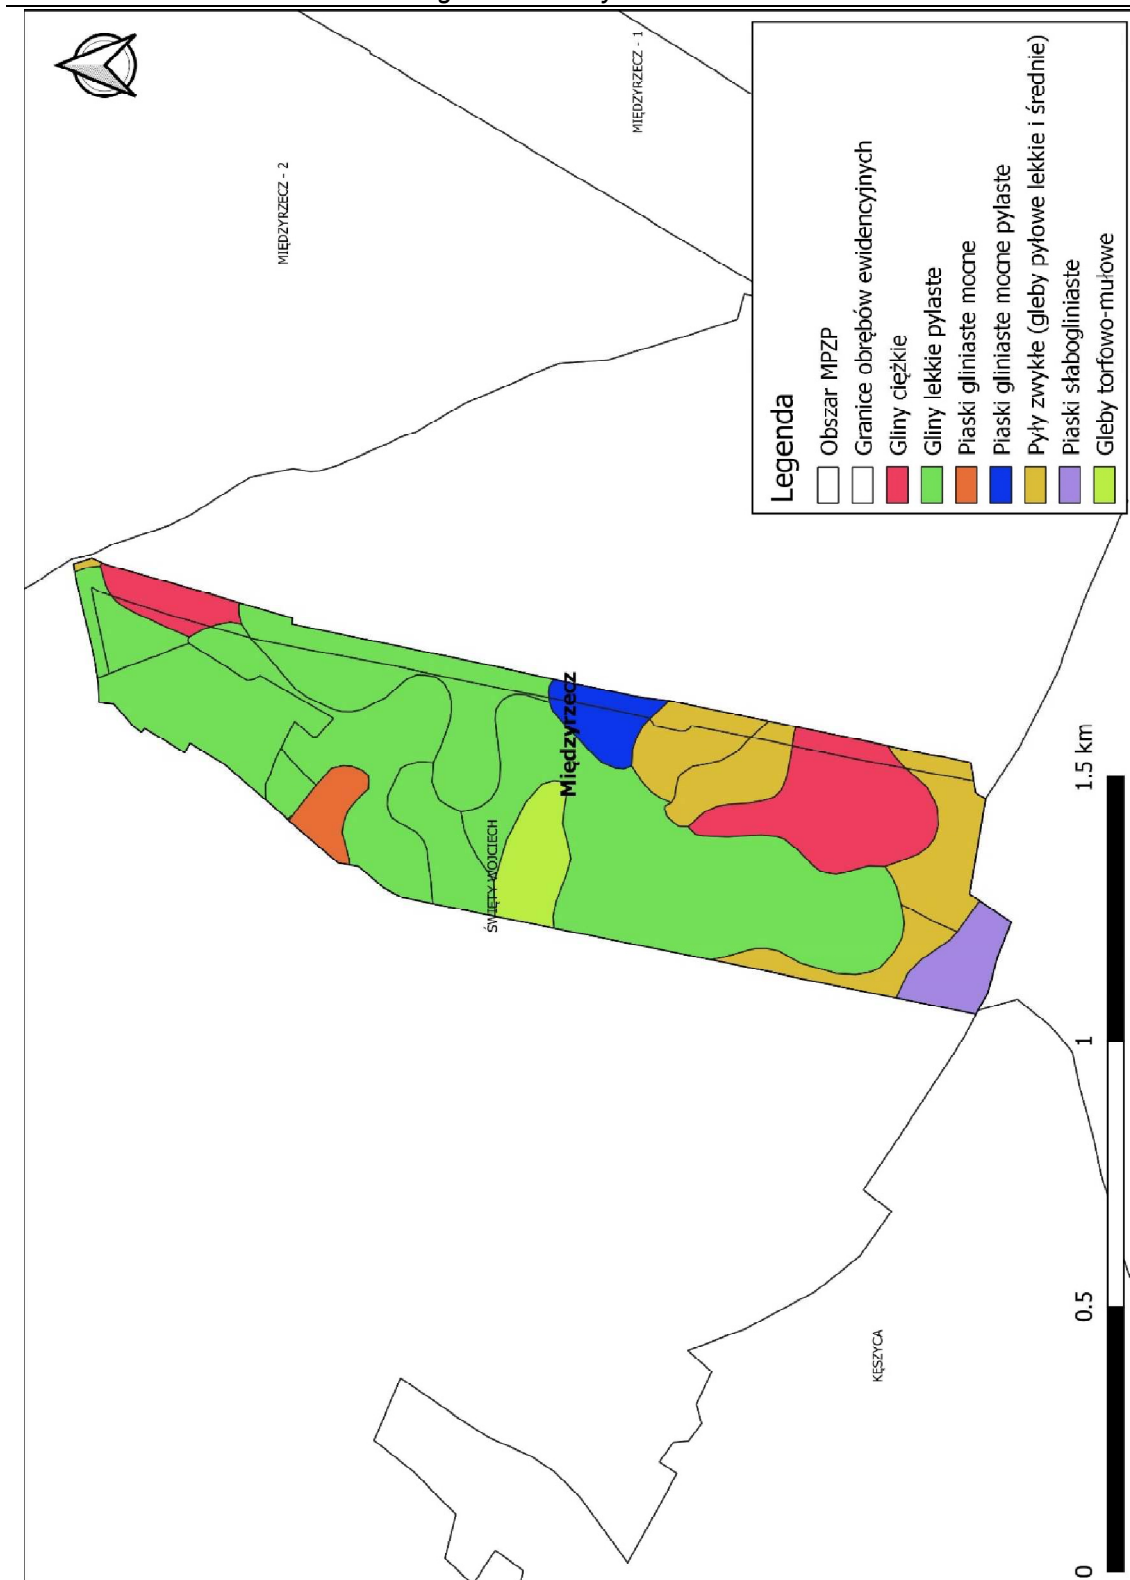 MIĘDZYRZECZ - 2
MIĘDZYRZECZ - 1
ŚWIĘTY WOJCIECH
Międzyrzecz
KĘSZYCA
Legenda
Obszar MPZP
Granice obrębów ewidencyjnych
Gliny ciężkie
Gliny lekkie pylaste
Piaski gliniaste mocne
Piaski gliniaste mocne pylaste
Pyły zwykłe (gleby pyłowe lekkie i średnie)
Piaski słabogliniaste
Gleby torfowo-mułowe
0 0.5 1 1.5 km